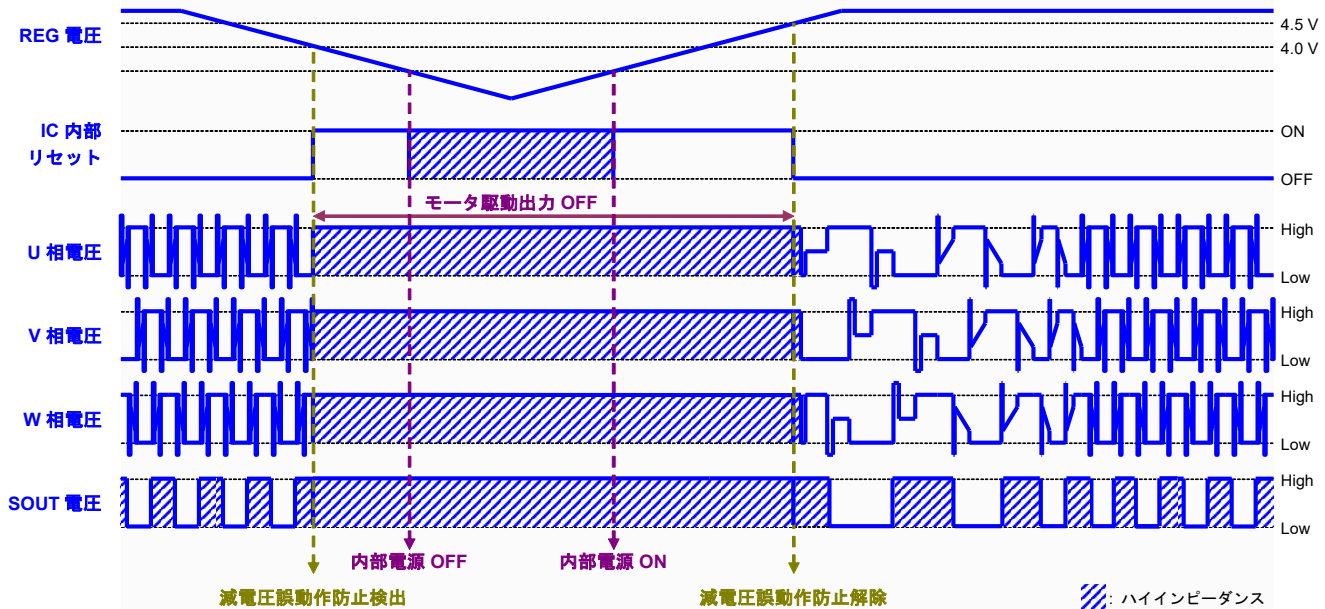 REG 電圧
4.5 V
4.0 V
IC 内部
リセット
ON
OFF
モータ駆動出力 OFF
U 相電圧
High
Low
V 相電圧
High
Low
W 相電圧
High
Low
SOUT 電圧
High
Low
内部電源 OFF
内部電源 ON
減電圧誤動作防止検出
減電圧誤動作防止解除
: ハイインピーダンス